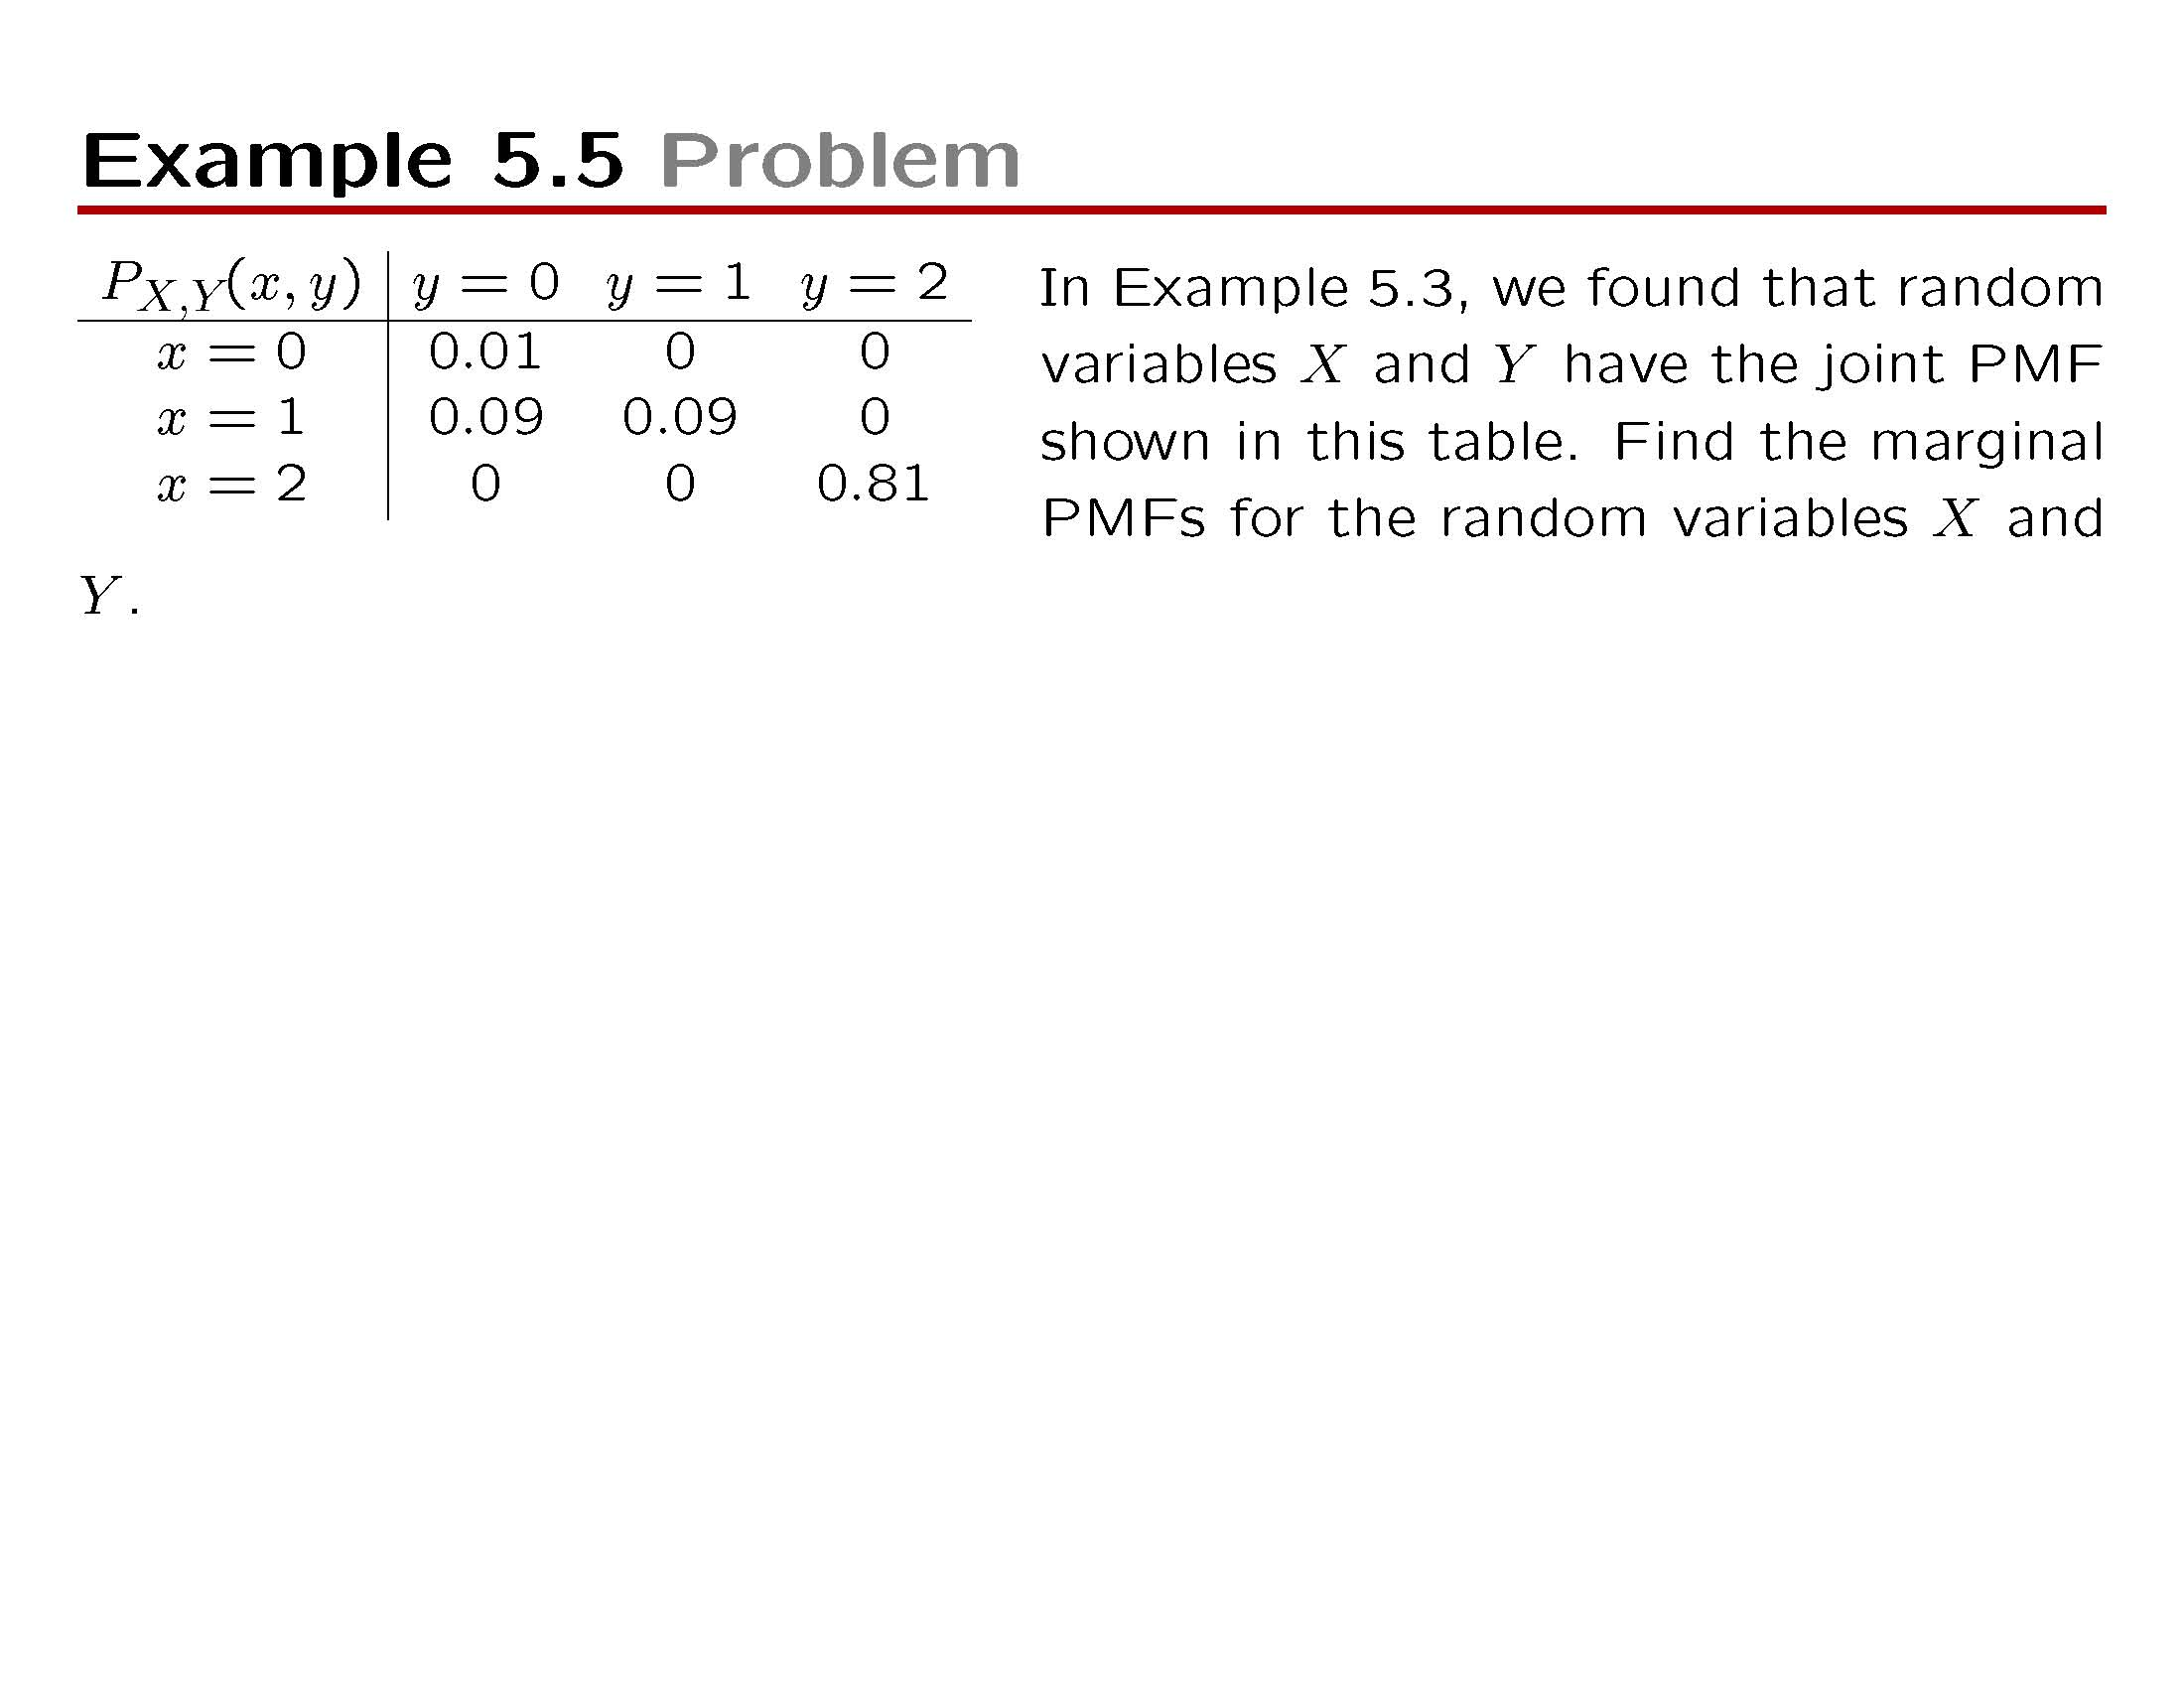 Example 5.5 Problem
P_{X,Y}(x, y) y = 0 y = 1 y = 2
x = 0 0.01 0 0
x = 1 0.09 0.09 0
x = 2 0 0 0.81
In Example 5.3, we found that random
variables X and Y have the joint PMF
shown in this table. Find the marginal
PMFs for the random variables X and
Y.